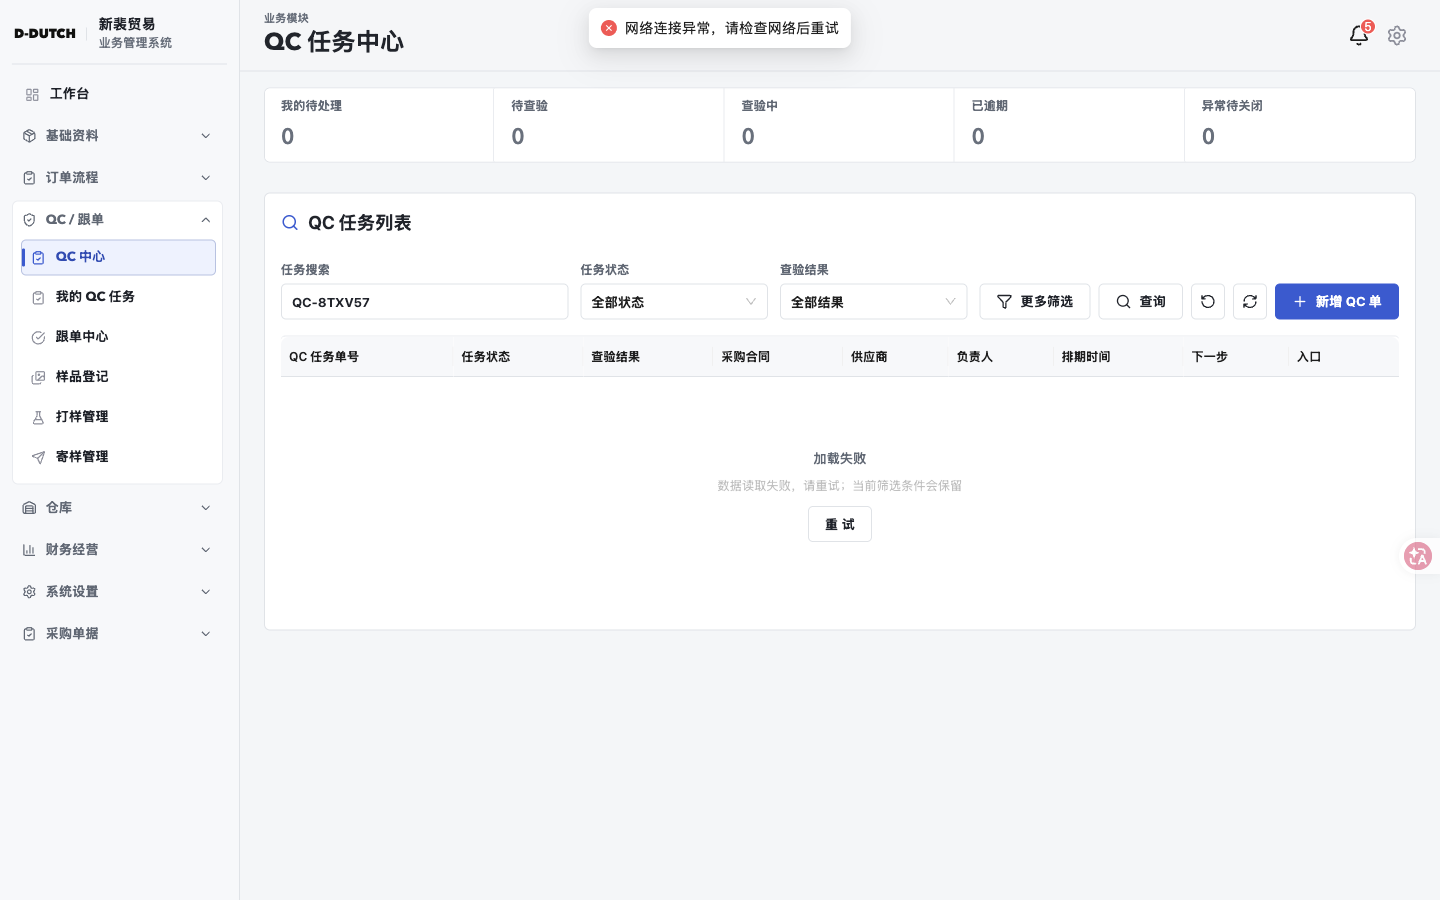 D-DUTCH
新裴贸易
业务管理系统
工作台
基础资料
订单流程
QC / 跟单
QC 中心
我的 QC 任务
跟单中心
样品登记
打样管理
寄样管理
仓库
财务经营
系统设置
采购单据
业务模块
QC 任务中心
网络连接异常，请检查网络后重试
5
我的待处理
0
待查验
0
查验中
0
已逾期
0
异常待关闭
0
QC 任务列表
任务搜索
任务状态
查验结果
QC-8TXV57
全部状态
全部结果
更多筛选
查询
新增 QC 单
QC 任务单号
任务状态
查验结果
采购合同
供应商
负责人
排期时间
下一步
入口
加载失败
数据读取失败，请重试；当前筛选条件会保留
重 试